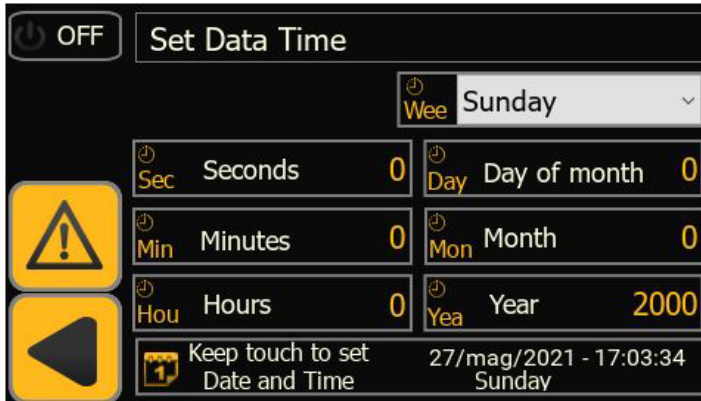 OFF
Set Data Time
Wee Sunday
Sec Seconds 0
Day Day of month 0
Min Minutes 0
Mon Month 0
Hou Hours 0
Yea Year 2000
Keep touch to set
Date and Time
27/mag/2021 - 17:03:34
Sunday
1